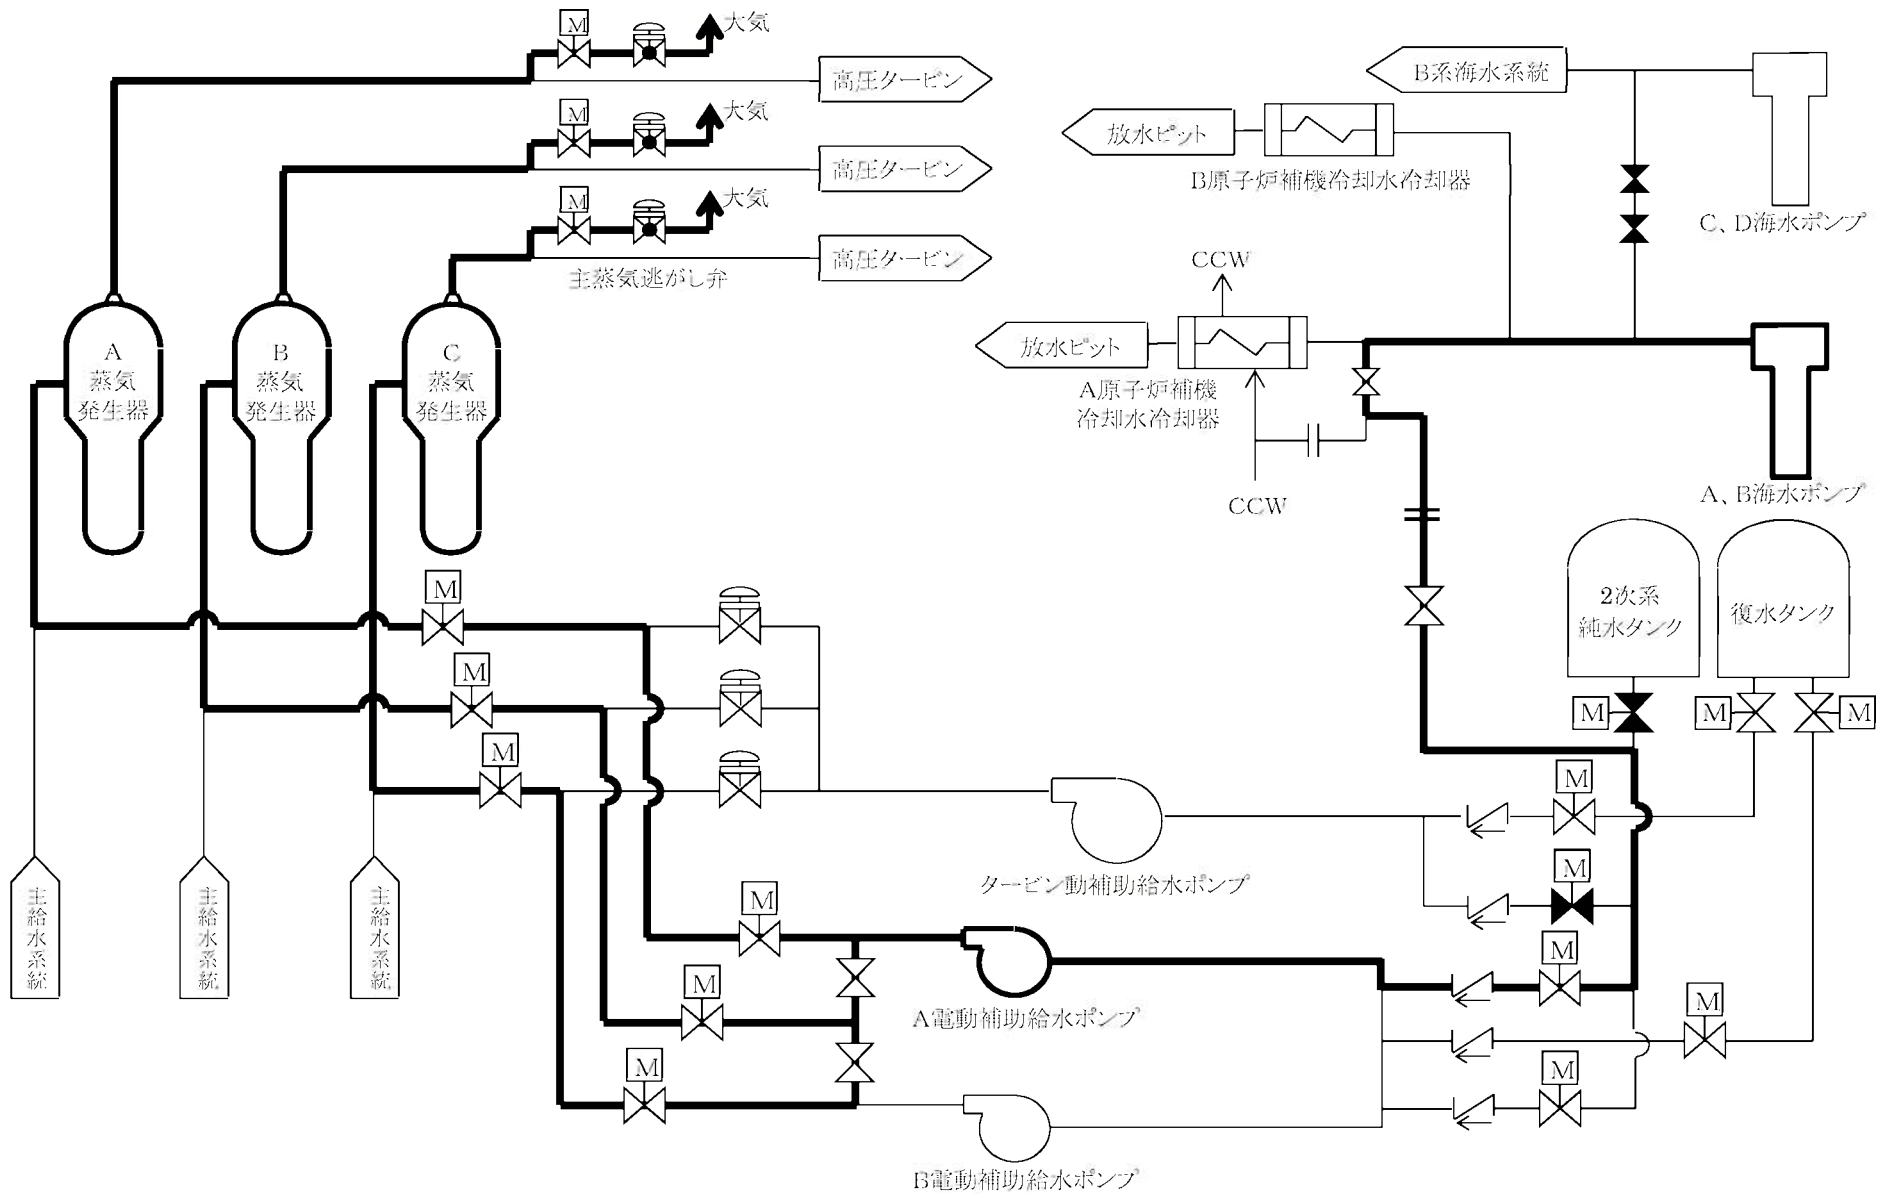 M
大気
高圧タービン
M
大気
高圧タービン
M
大気
高圧タービン
主蒸気逃がし弁
B系海水系統
放水ピット
B原子炉補機冷却水冷却器
C、D海水ポンプ
CCW
放水ピット
A原子炉補機
冷却水冷却器
CCW
A、B海水ポンプ
A
蒸気
発生器
B
蒸気
発生器
C
蒸気
発生器
2次系
純水タンク
復水タンク
M
M
M
M
M
M
M
M
タービン動補助給水ポンプ
M
主給水系統
主給水系統
主給水系統
M
M
A電動補助給水ポンプ
M
M
M
M
M
B電動補助給水ポンプ